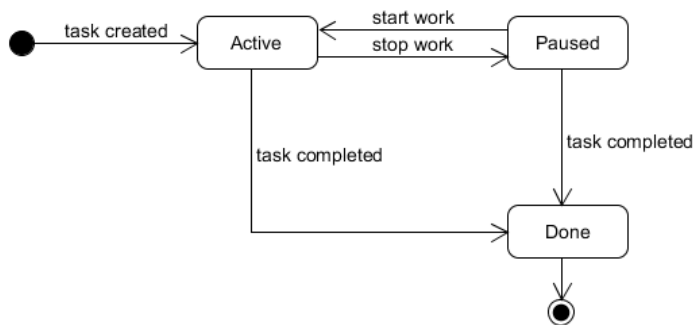 start work
task created
Active
Paused
stop work
task completed
task completed
Done